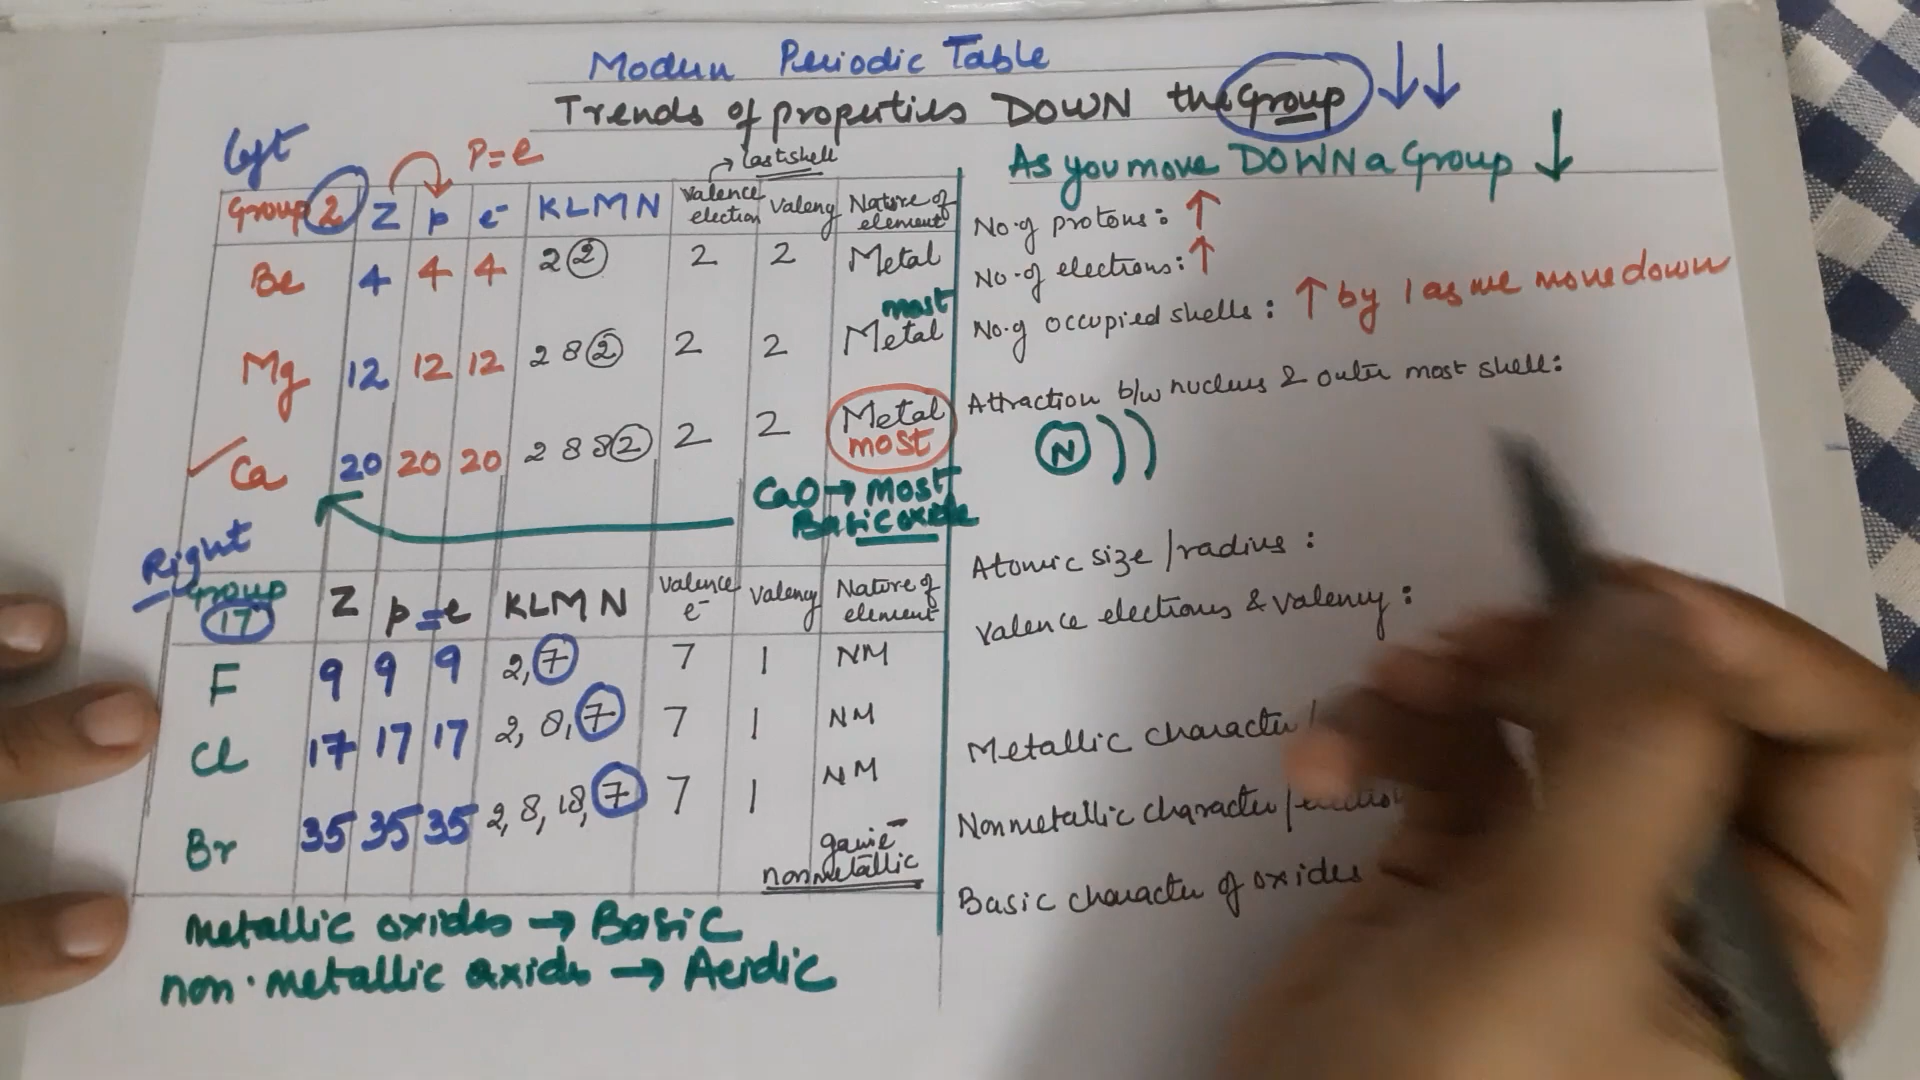 Modern Periodic Table
Trends of properties DOWN the Group ↓↓
Left
P=e
→ last shell
Group 2 Z p e⁻ KLMN Valence election Valency Nature of element
Be 4 4 4 2 2 2 2 Metal
most
Mg 12 12 12 2 8 2 2 2 Metal
Ca 20 20 20 2 8 8 2 2 2 Metal
most
CaO → Most
Basic oxide
Right
Group 17 Z p = e KLMN Valence e⁻ Valency Nature of element
F 9 9 9 2, 7 7 1 NM
Cl 17 17 17 2, 8, 7 7 1 NM
Br 35 35 35 2, 8, 18, 7 7 1 NM
nonmetallic
metallic oxides → Basic
non-metallic oxides → Acidic
As you move DOWN a Group ↓
No. of protons: ↑
No. of elections: ↑
No. of occupied shells: ↑ by 1 as we move down
Attraction b/w nucleus & outer most shell:
N ))
Atomic size/radius:
Valence elections & valency:
Metallic character/
Nonmetallic character/
Basic character of oxides